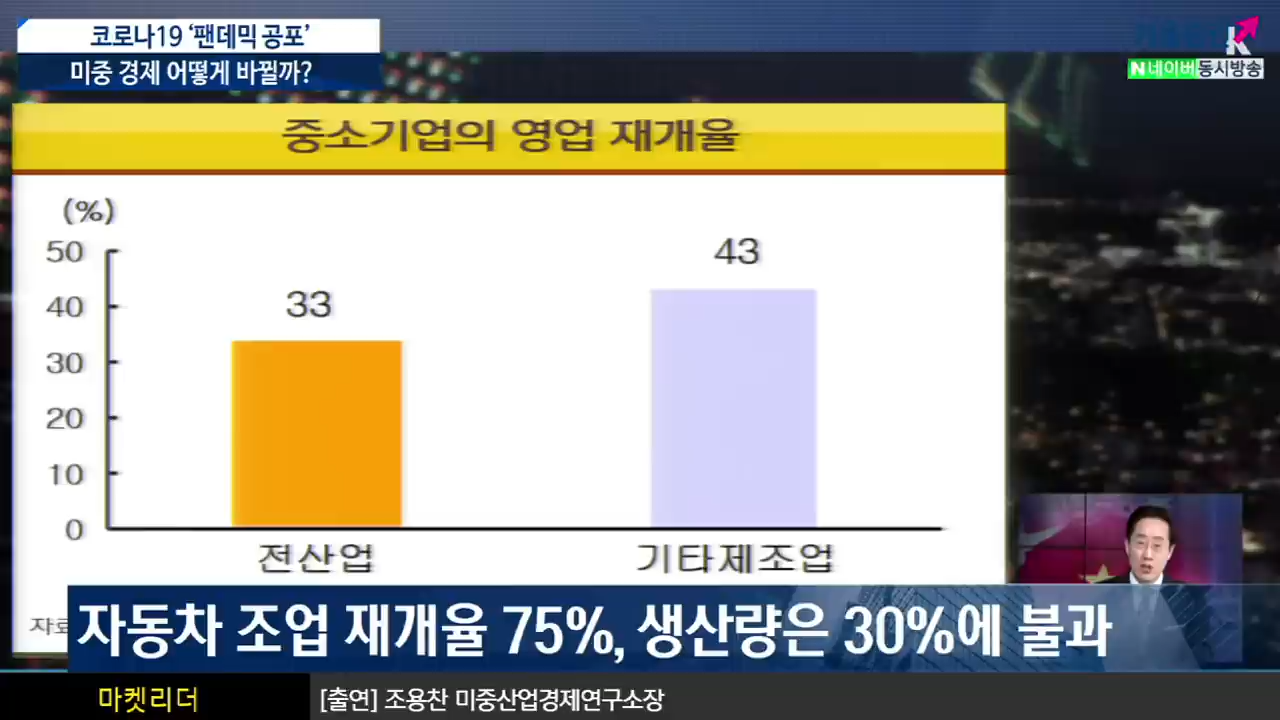 코로나19 ‘팬데믹 공포’
미중 경제 어떻게 바뀔까?
K
N 네이버 동시방송
중소기업의 영업 재개율
(%)
50
40
30
20
10
0
33
43
전산업
기타제조업
자료
자동차 조업 재개율 75%, 생산량은 30%에 불과
마켓리더
[출연] 조용찬 미중산업경제연구소장